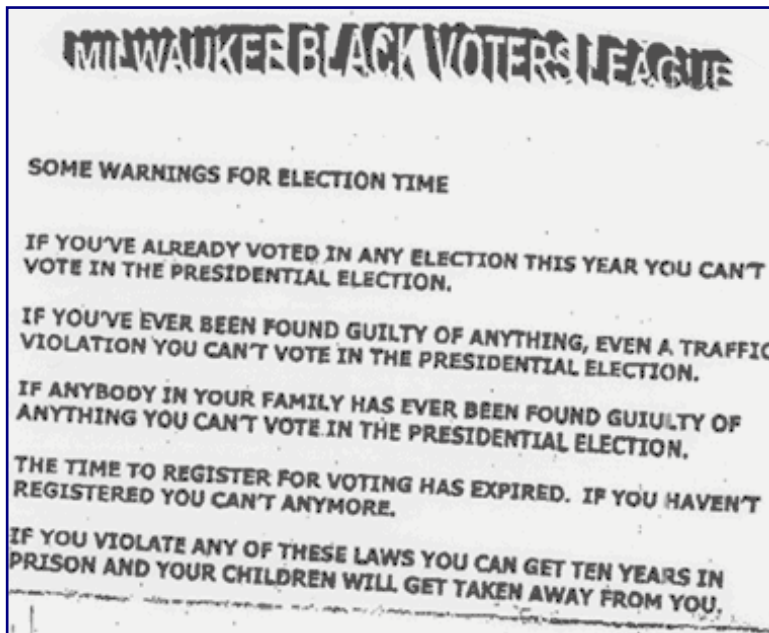 MILWAUKEE BLACK VOTERS LEAGUE
SOME WARNINGS FOR ELECTION TIME
IF YOU'VE ALREADY VOTED IN ANY ELECTION THIS YEAR YOU CAN'T
VOTE IN THE PRESIDENTIAL ELECTION.
IF YOU'VE EVER BEEN FOUND GUILTY OF ANYTHING, EVEN A TRAFFIC
VIOLATION YOU CAN'T VOTE IN THE PRESIDENTIAL ELECTION.
IF ANYBODY IN YOUR FAMILY HAS EVER BEEN FOUND GUIULTY OF
ANYTHING YOU CAN'T VOTE IN THE PRESIDENTIAL ELECTION.
THE TIME TO REGISTER FOR VOTING HAS EXPIRED. IF YOU HAVEN'T
REGISTERED YOU CAN'T ANYMORE.
IF YOU VIOLATE ANY OF THESE LAWS YOU CAN GET TEN YEARS IN
PRISON AND YOUR CHILDREN WILL GET TAKEN AWAY FROM YOU.